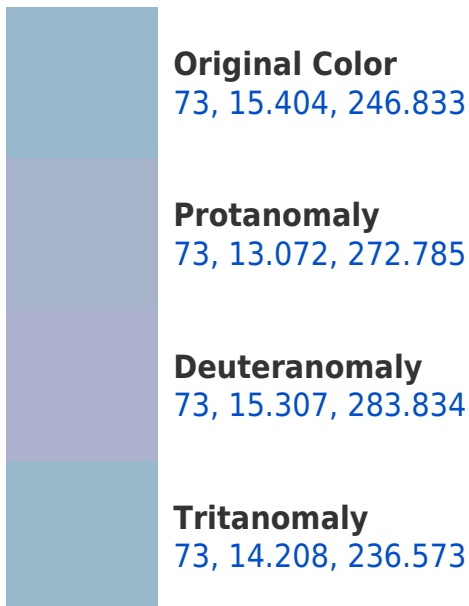 Original Color
73, 15.404, 246.833
Protanomaly
73, 13.072, 272.785
Deuteranomaly
73, 15.307, 283.834
Tritanomaly
73, 14.208, 236.573